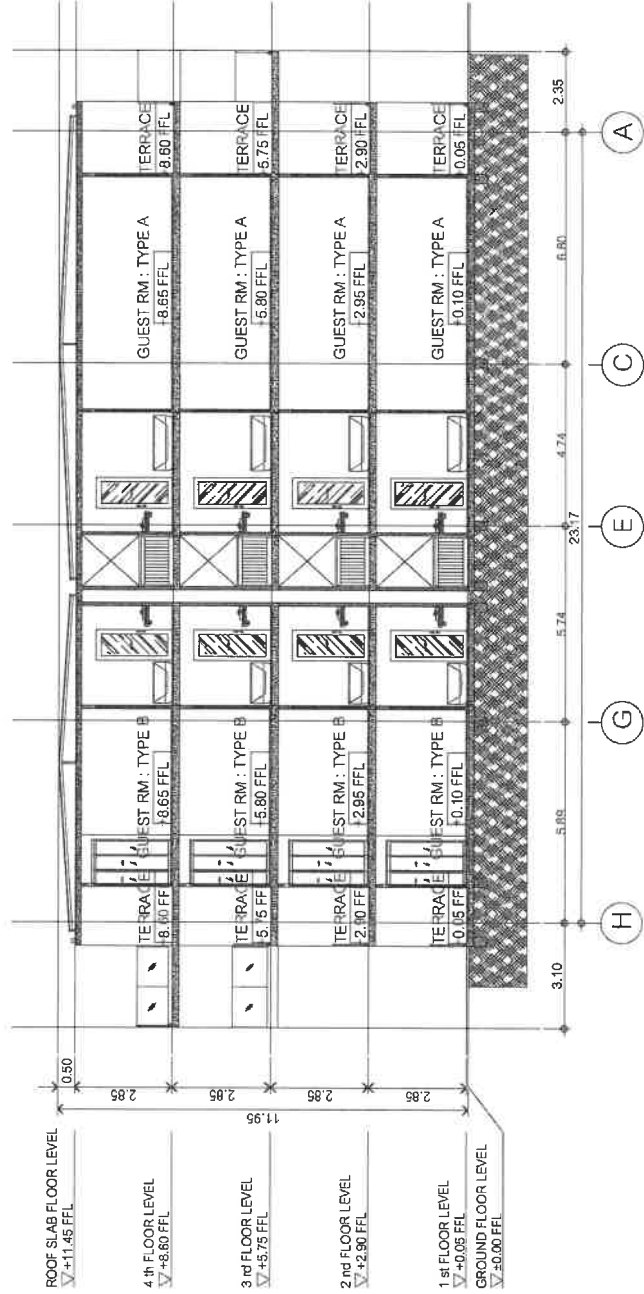 ROOF SLAB FLOOR LEVEL
+11.45 FFL
4 th FLOOR LEVEL
+8.60 FFL
3 rd FLOOR LEVEL
+5.75 FFL
2 nd FLOOR LEVEL
+2.90 FFL
1 st FLOOR LEVEL
+0.05 FFL
GROUND FLOOR LEVEL
±0.00 FFL
0.50
2.85
2.85
2.85
2.85
11.95
TERRACE
GUEST RM : TYPE B
+8.65 FFL
GUEST RM : TYPE A
+8.65 FFL
TERRACE
8.60 FFL
TERRACE
GUEST RM : TYPE B
+5.80 FFL
GUEST RM : TYPE A
+5.80 FFL
TERRACE
5.75 FFL
TERRACE
2.90 FF
GUEST RM : TYPE B
+2.95 FFL
GUEST RM : TYPE A
+2.95 FFL
TERRACE
2.90 FFL
TERRACE
0.05 FF
GUEST RM : TYPE B
+0.10 FFL
GUEST RM : TYPE A
+0.10 FFL
TERRACE
0.05 FFL
3.10
5.89
5.74
4.74
6.80
2.35
23.17
H
G
E
C
A